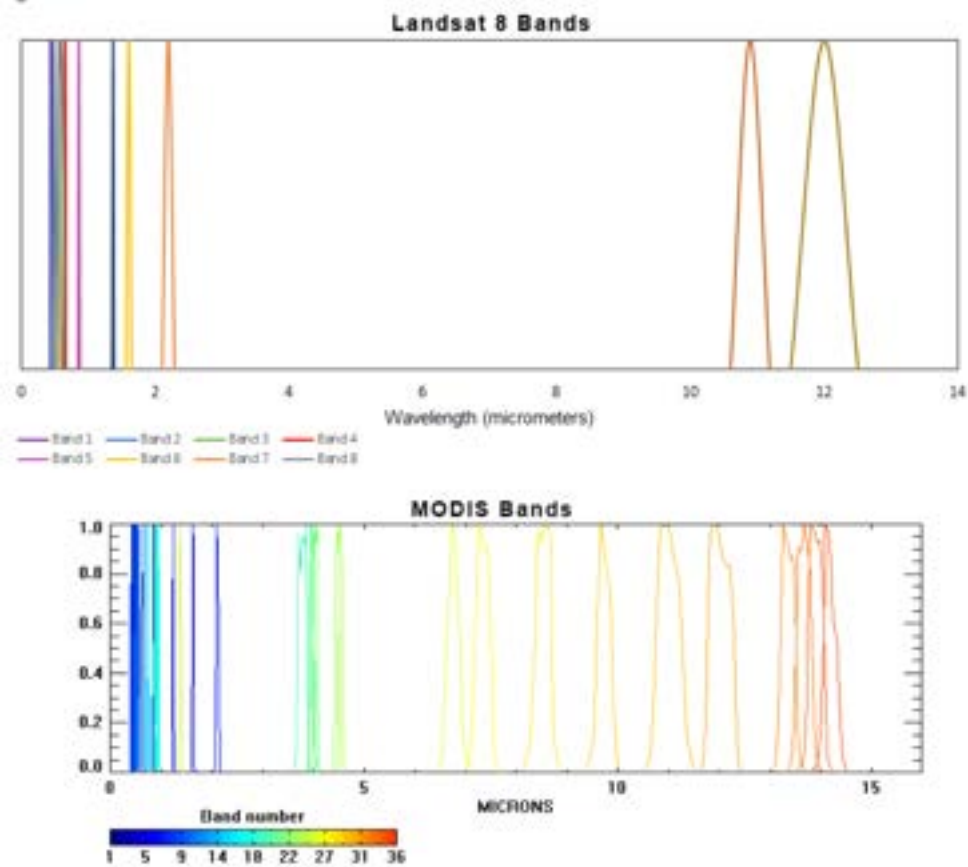 Landsat 8 Bands
0 2 4 6 8 10 12 14
Wavelength (micrometers)
Band 1 Band 2 Band 3 Band 4
Band 5 Band 6 Band 7 Band 8
MODIS Bands
1.0
0.8
0.6
0.4
0.2
0.0
0 5 10 15
MICRONS
Band number
1 5 9 14 18 22 27 31 36